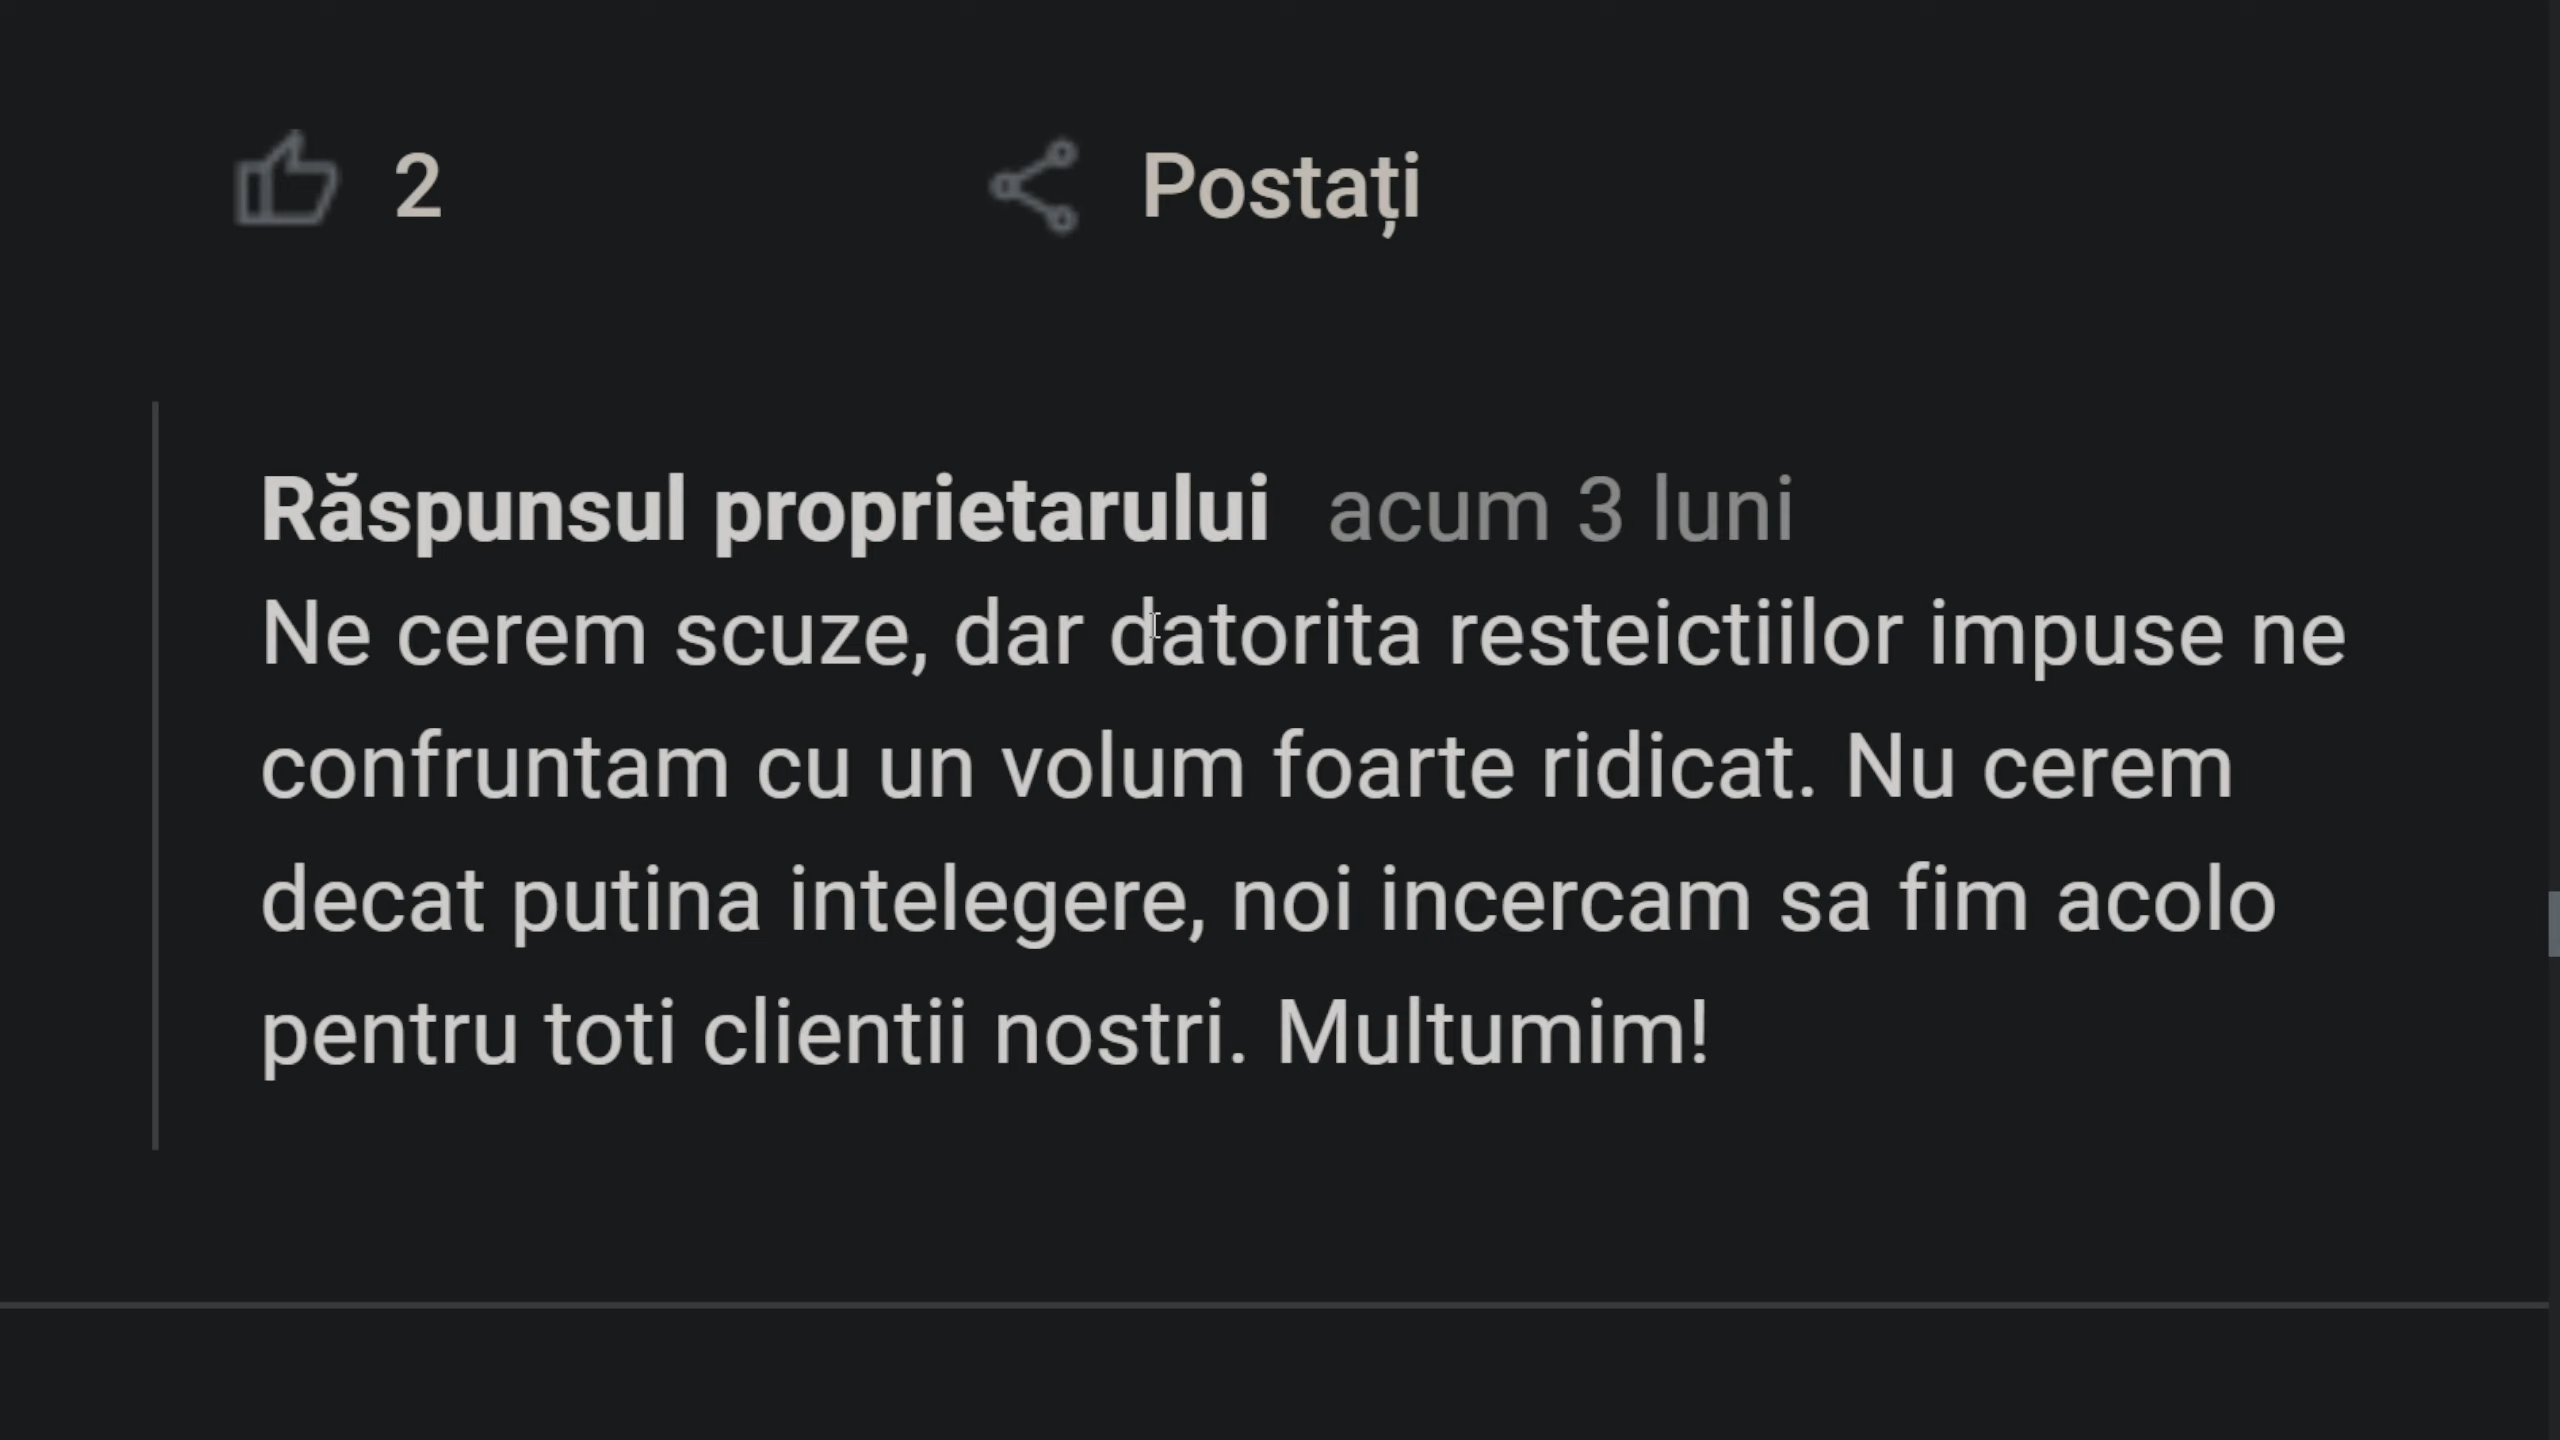 2
Postați
Răspunsul proprietarului acum 3 luni
Ne cerem scuze, dar datorita resteictiilor impuse ne
confruntam cu un volum foarte ridicat. Nu cerem
decat putina intelegere, noi incercam sa fim acolo
pentru toti clientii nostri. Multumim!